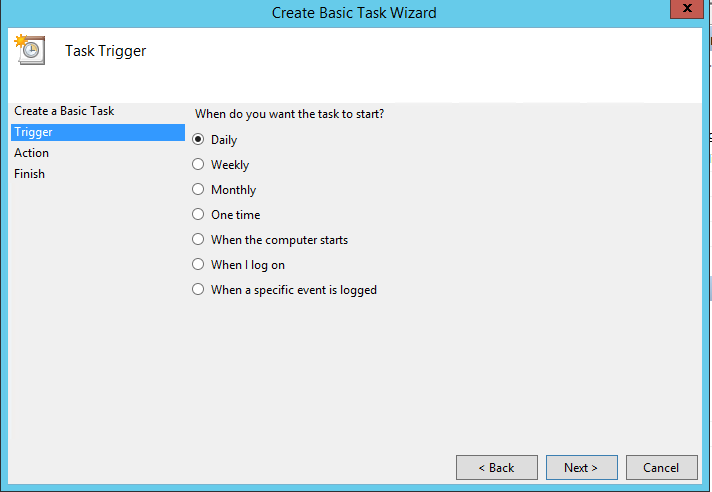 Create Basic Task Wizard
x
Task Trigger
Create a Basic Task
Trigger
Action
Finish
When do you want the task to start?
Daily
Weekly
Monthly
One time
When the computer starts
When I log on
When a specific event is logged
< Back
Next >
Cancel